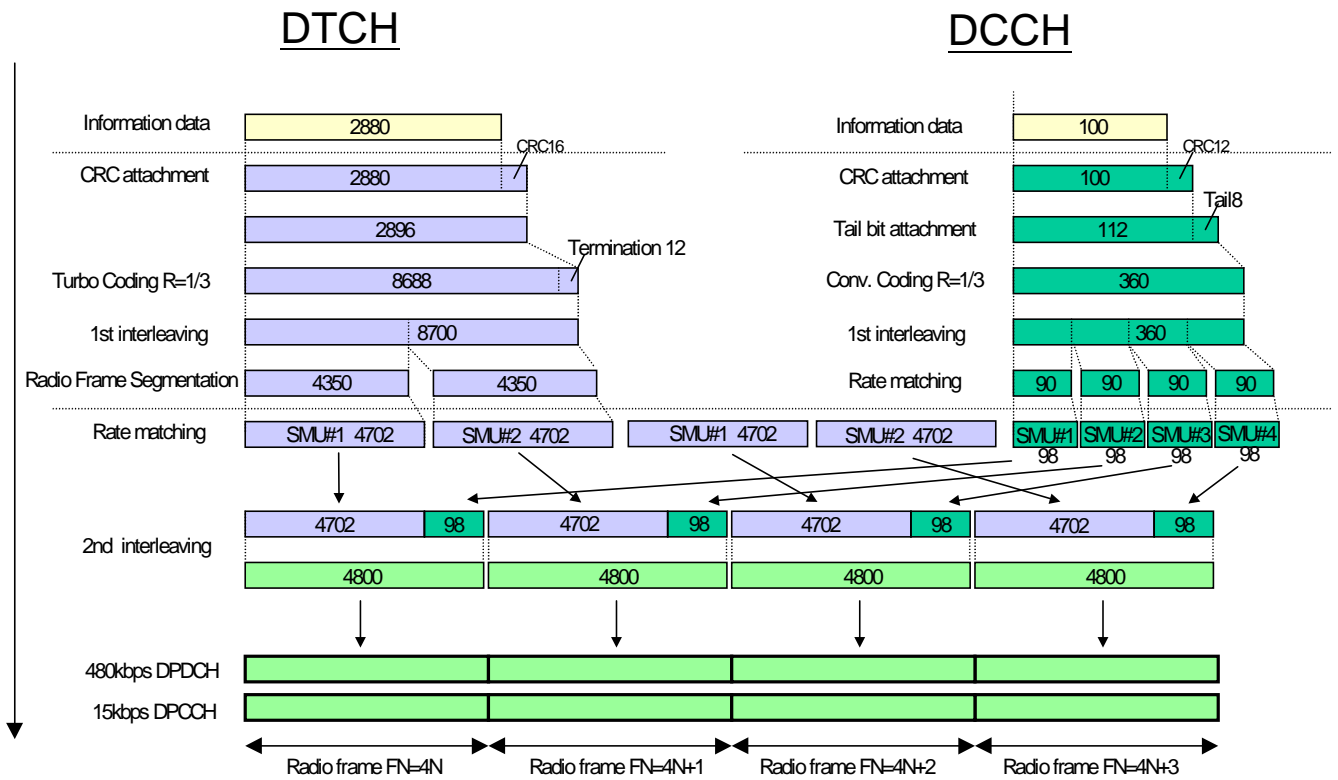 DTCH DCCH
Information data 2880 Information data 100
CRC16 CRC12
CRC attachment 2880 CRC attachment 100
Tail8
2896 Tail bit attachment 112
Termination 12
Turbo Coding R=1/3 8688 Conv. Coding R=1/3 360
1st interleaving 8700 1st interleaving 360
Radio Frame Segmentation 4350 4350 Rate matching 90 90 90 90
Rate matching SMU#1 4702 SMU#2 4702 SMU#1 4702 SMU#2 4702 SMU#1 SMU#2 SMU#3 SMU#4
98 98 98 98
4702 98 4702 98 4702 98 4702 98
2nd interleaving
4800 4800 4800 4800
480kbps DPDCH
15kbps DPCCH
Radio frame FN=4N Radio frame FN=4N+1 Radio frame FN=4N+2 Radio frame FN=4N+3